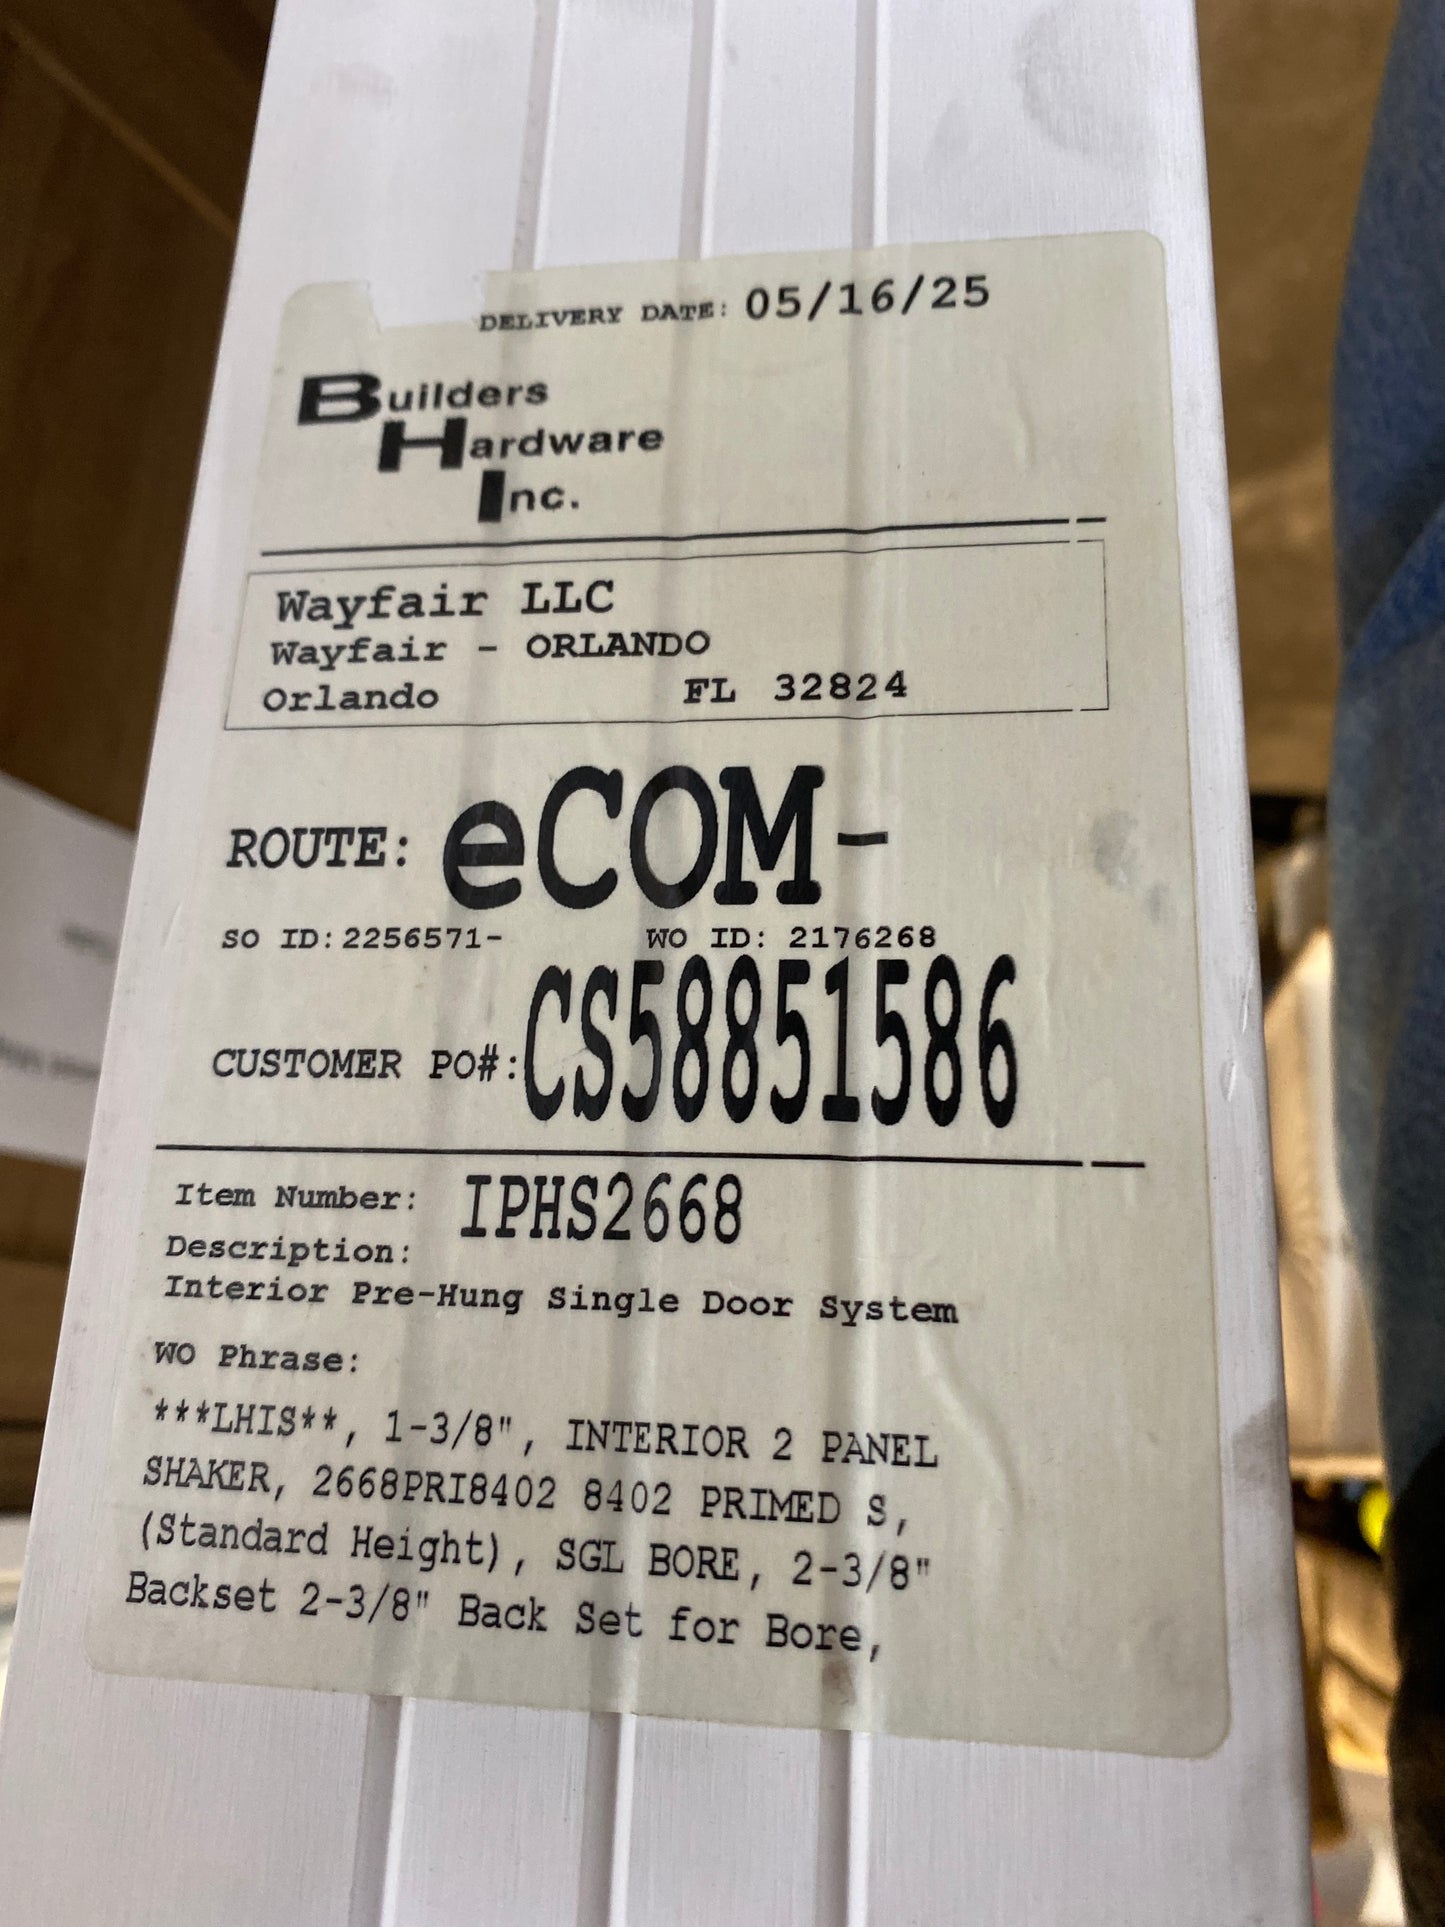 DELIVERY DATE: 05/16/25
Builders
Hardware
Inc.
Wayfair LLC
Wayfair - ORLANDO
Orlando FL 32824
ROUTE: eCOM-
SO ID:2256571- WO ID: 2176268
CUSTOMER PO#:CS58851586
Item Number: IPHS2668
Description:
Interior Pre-Hung Single Door System
WO Phrase:
***LHIS**, 1-3/8", INTERIOR 2 PANEL
SHAKER, 2668PRI8402 8402 PRIMED S,
(Standard Height), SGL BORE, 2-3/8"
Backset 2-3/8" Back Set for Bore,